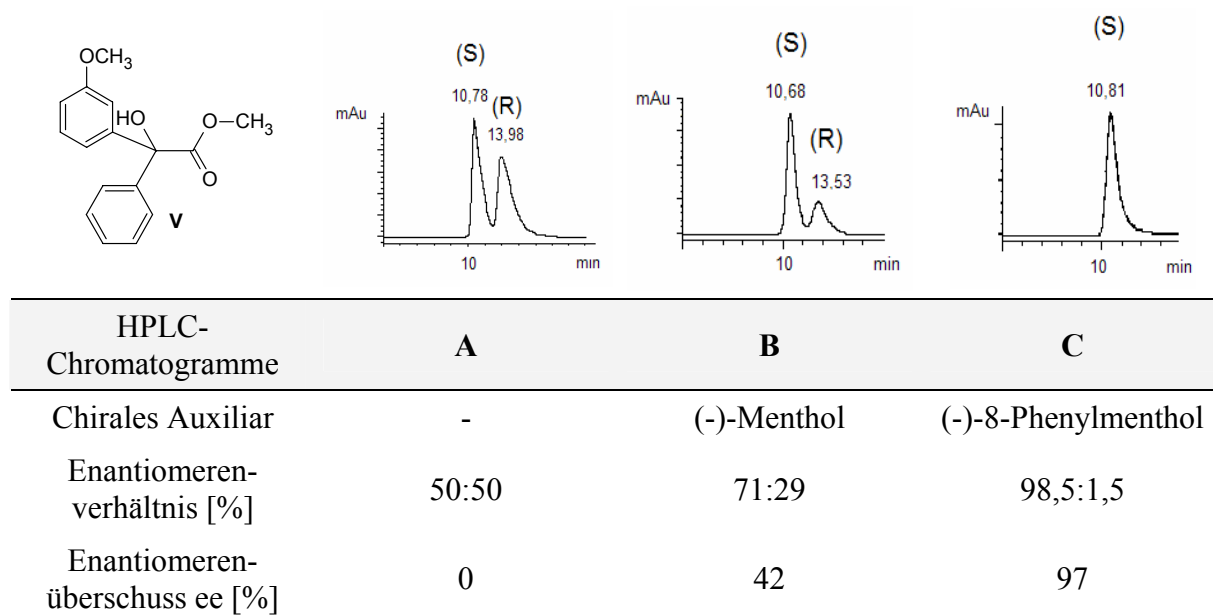 OCH₃
HO
O
O
CH₃
V
(S)
10,78
(R)
13,98
mAu
10
min
(S)
10,68
(R)
13,53
mAu
10
min
(S)
10,81
mAu
10
min
HPLC-
Chromatogramme
A
B
C
Chirales Auxiliar
-
(-)-Menthol
(-)-8-Phenylmenthol
Enantiomeren-
verhältnis [%]
50:50
71:29
98,5:1,5
Enantiomeren-
überschuss ee [%]
0
42
97